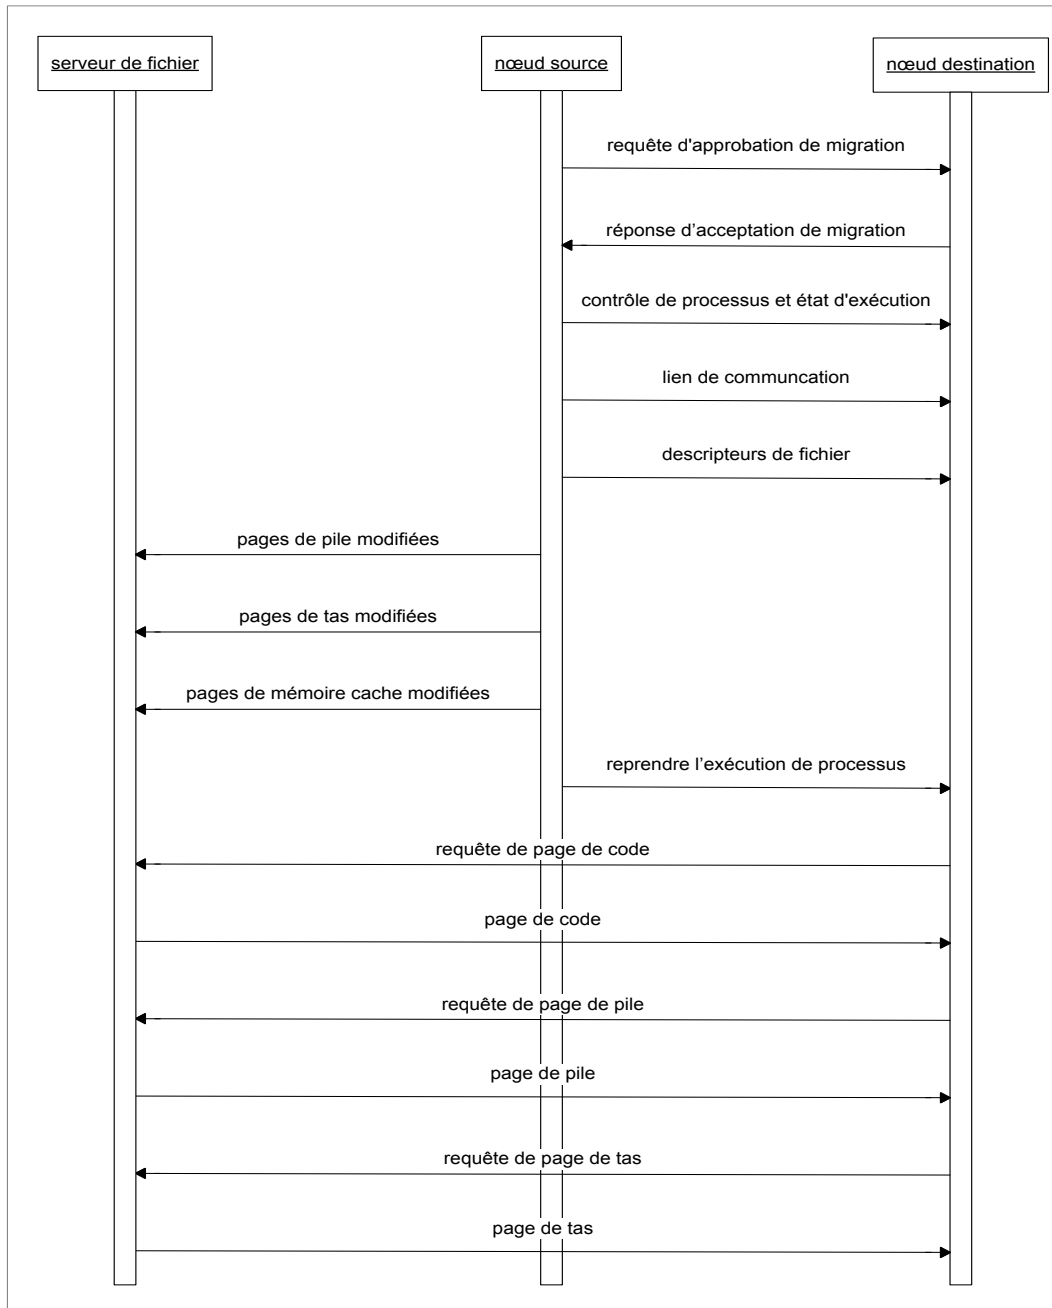 serveur de fichier
nœud source
nœud destination
requête d'approbation de migration
réponse d’acceptation de migration
contrôle de processus et état d'exécution
lien de communcation
descripteurs de fichier
pages de pile modifiées
pages de tas modifiées
pages de mémoire cache modifiées
reprendre l’exécution de processus
requête de page de code
page de code
requête de page de pile
page de pile
requête de page de tas
page de tas